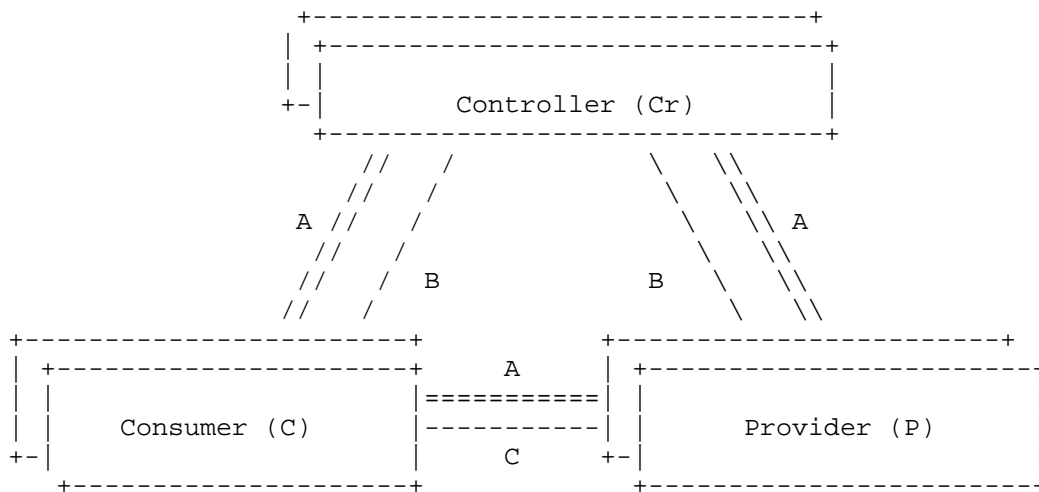 Controller (Cr)
A A
B B
A
Consumer (C) Provider (P)
C